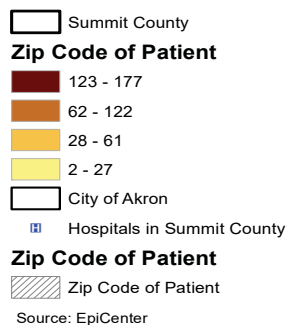 Summit County
Zip Code of Patient
123 - 177
62 - 122
28 - 61
2 - 27
City of Akron
H Hospitals in Summit County
Zip Code of Patient
Zip Code of Patient
Source: EpiCenter